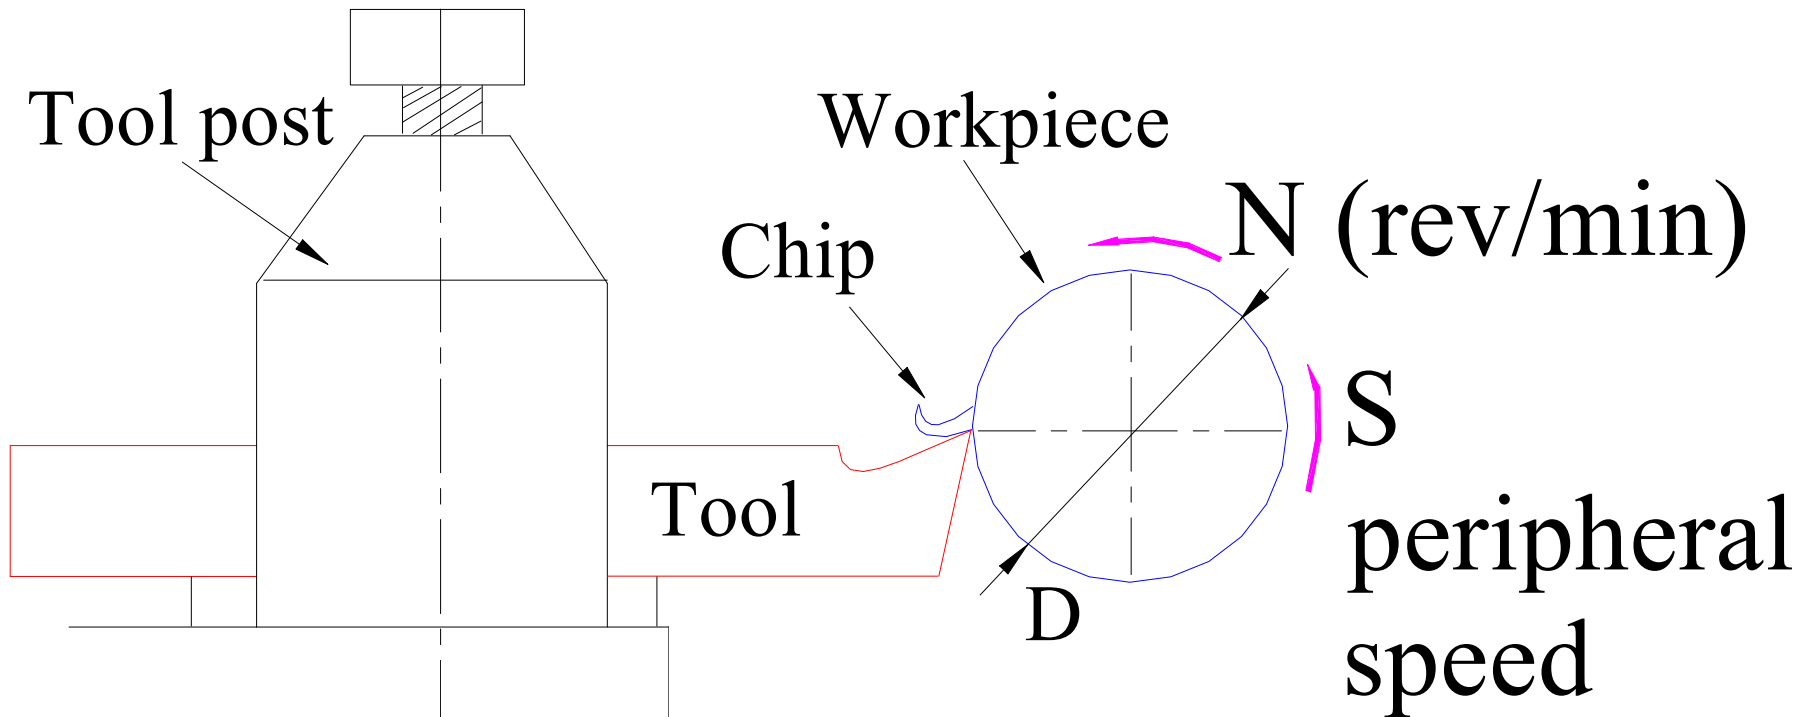 Tool post
Workpiece
N (rev/min)
Chip
S
peripheral
speed
Tool
D